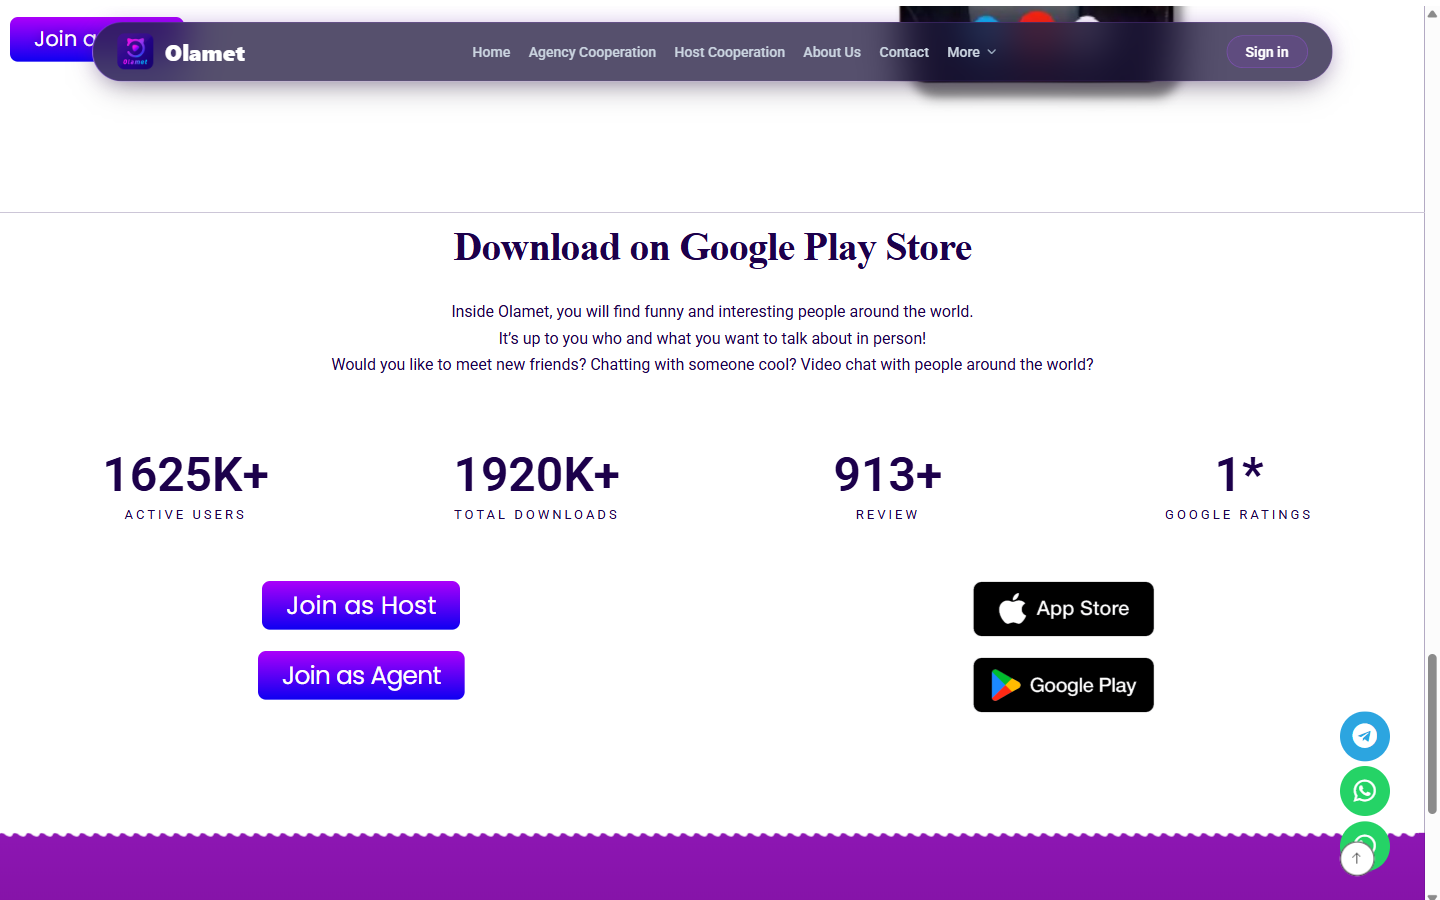 Join a
Olamet
Olamet
Home
Agency Cooperation
Host Cooperation
About Us
Contact
More
Sign in
Download on Google Play Store
Inside Olamet, you will find funny and interesting people around the world.
It's up to you who and what you want to talk about in person!
Would you like to meet new friends? Chatting with someone cool? Video chat with people around the world?
1625K+
ACTIVE USERS
1920K+
TOTAL DOWNLOADS
913+
REVIEW
1*
GOOGLE RATINGS
Join as Host
Join as Agent
App Store
Google Play